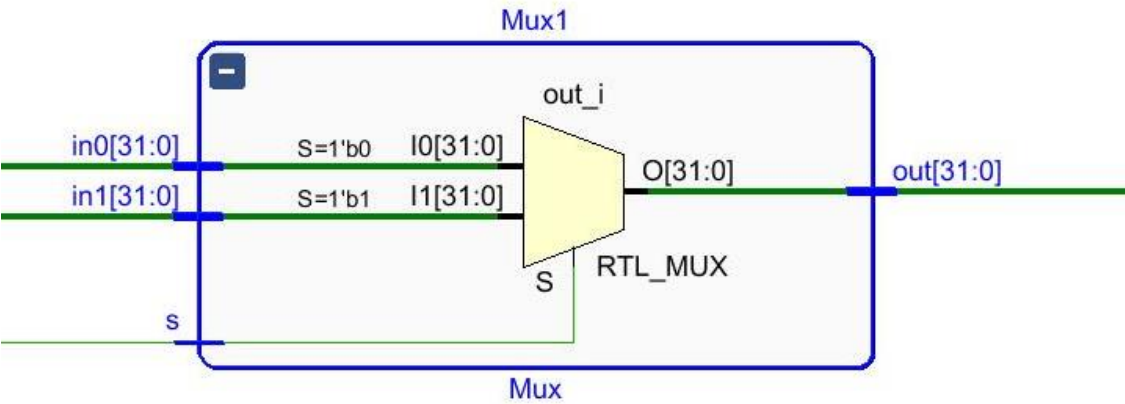 Mux1
out_i
in0[31:0] S=1'b0 I0[31:0]
O[31:0] out[31:0]
in1[31:0] S=1'b1 I1[31:0]
S RTL_MUX
s
Mux